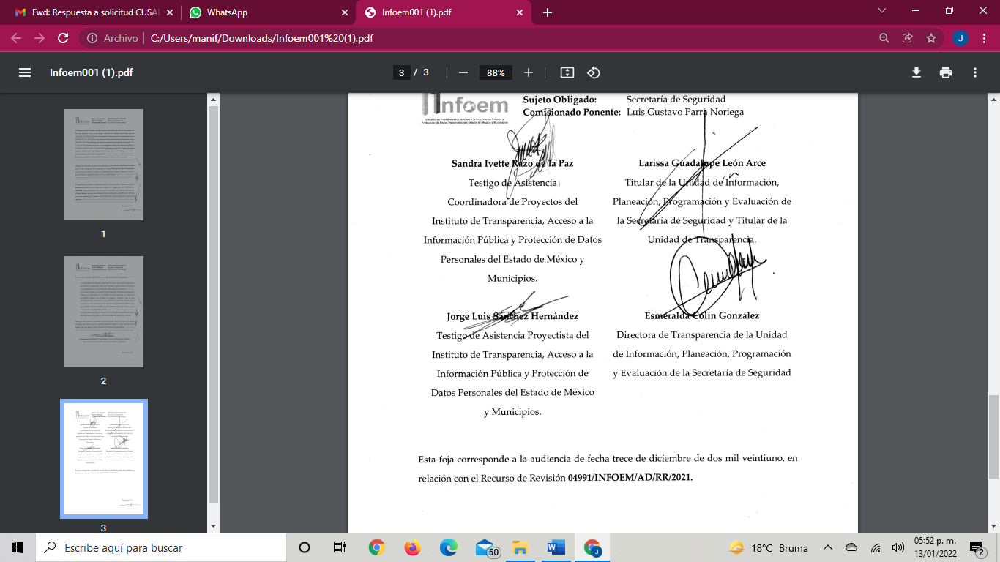 Fwd: Respuesta a solicitud CUSAE
WhatsApp
Infoem001 (1).pdf
Archivo
C:/Users/manif/Downloads/Infoem001%20(1).pdf
J
Infoem001 (1).pdf
3 / 3
88%
1
2
3
infoem
Instituto de Transparencia, Acceso a la Información Pública y
Protección de Datos Personales del Estado de México y Municipios
Sujeto Obligado: Secretaría de Seguridad
Comisionado Ponente: Luis Gustavo Parra Noriega
Sandra Ivette Razo de la Paz
Testigo de Asistencia
Coordinadora de Proyectos del
Instituto de Transparencia, Acceso a la
Información Pública y Protección de Datos
Personales del Estado de México y
Municipios.
Larissa Guadalupe León Arce
Titular de la Unidad de Información,
Planeación, Programación y Evaluación de
la Secretaría de Seguridad y Titular de la
Unidad de Transparencia.
Jorge Luis Sánchez Hernández
Testigo de Asistencia Proyectista del
Instituto de Transparencia, Acceso a la
Información Pública y Protección de
Datos Personales del Estado de México
y Municipios.
Esmeralda Colín González
Directora de Transparencia de la Unidad
de Información, Planeación, Programación
y Evaluación de la Secretaría de Seguridad
Esta foja corresponde a la audiencia de fecha trece de diciembre de dos mil veintiuno, en
relación con el Recurso de Revisión 04991/INFOEM/AD/RR/2021.
Escribe aquí para buscar
50
18°C Bruma
05:52 p. m.
13/01/2022
2